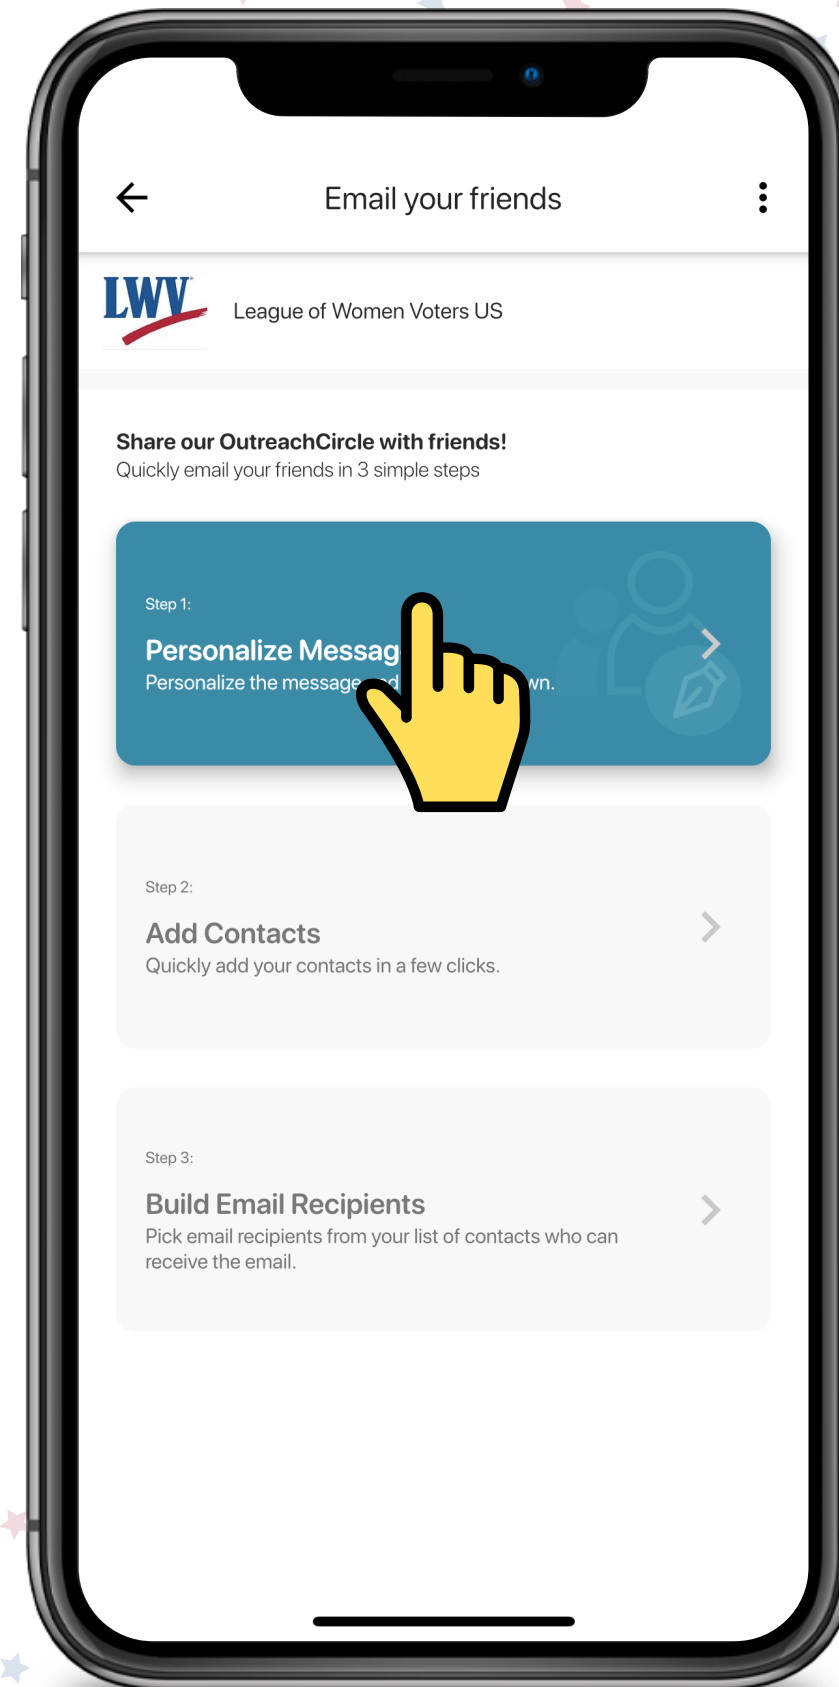 Email your friends
LWV
League of Women Voters US
Share our OutreachCircle with friends!
Quickly email your friends in 3 simple steps
Step 1:
Personalize
Personalize the message
Step 2:
Add Contacts
Quickly add your contacts in a few clicks.
Step 3:
Build Email Recipients
Pick email recipients from your list of contacts who can
receive the email.